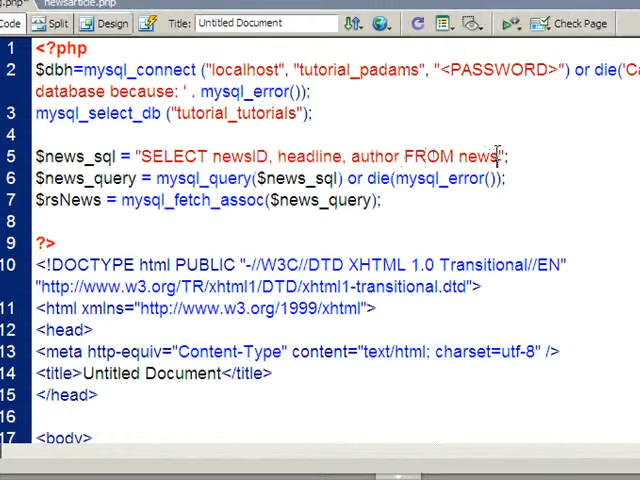 g.php* newsarticle.php
Code Split Design Title: Untitled Document Check Page
1 <?php
2 $dbh=mysql_connect ("localhost", "tutorial_padams", "<PASSWORD>") or die('Ca
database because: ' . mysql_error());
3 mysql_select_db ("tutorial_tutorials");
4
5 $news_sql = "SELECT newsID, headline, author FROM news";
6 $news_query = mysql_query($news_sql) or die(mysql_error());
7 $rsNews = mysql_fetch_assoc($news_query);
8
9 ?>
10 <!DOCTYPE html PUBLIC "-//W3C//DTD XHTML 1.0 Transitional//EN"
"http://www.w3.org/TR/xhtml1/DTD/xhtml1-transitional.dtd">
11 <html xmlns="http://www.w3.org/1999/xhtml">
12 <head>
13 <meta http-equiv="Content-Type" content="text/html; charset=utf-8" />
14 <title>Untitled Document</title>
15 </head>
16
17 <body>